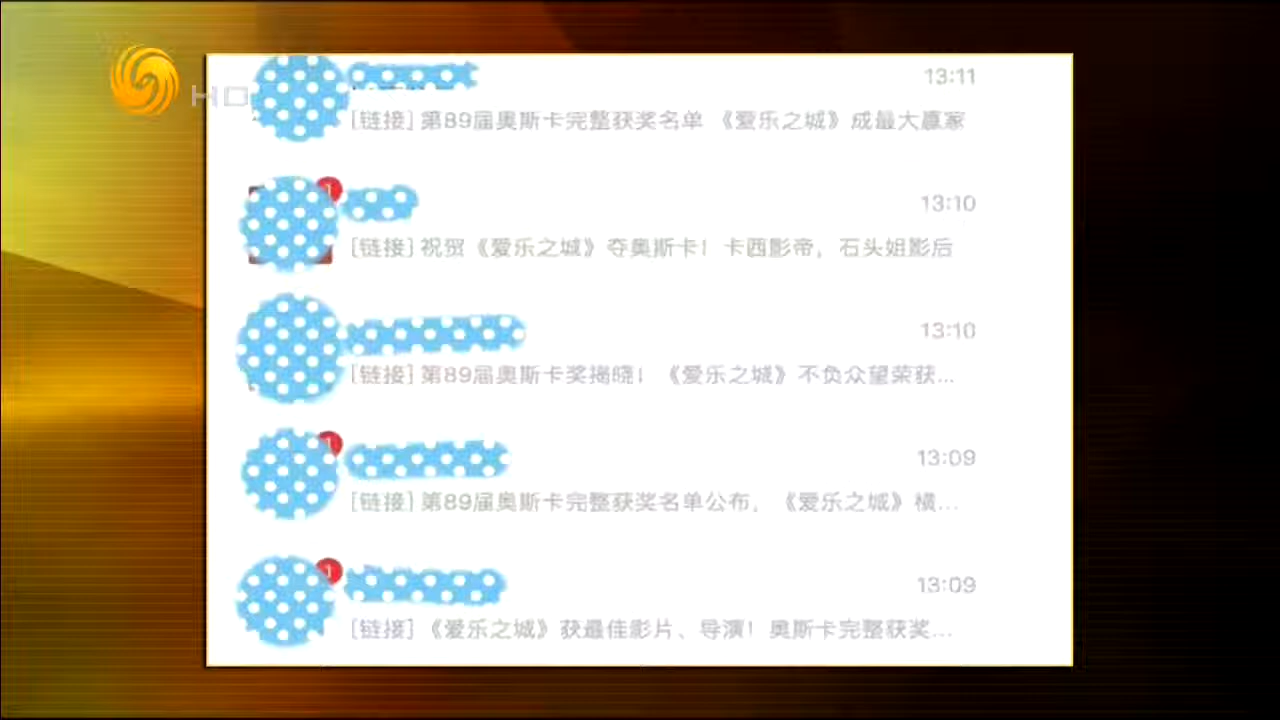 HD
13:11
[链接] 第89届奥斯卡完整获奖名单 《爱乐之城》成最大赢家
1
13:10
[链接] 祝贺《爱乐之城》夺奥斯卡！卡西影帝，石头姐影后
13:10
[链接] 第89届奥斯卡奖揭晓！《爱乐之城》不负众望荣获...
1
13:09
[链接] 第89届奥斯卡完整获奖名单公布，《爱乐之城》横...
1
13:09
[链接] 《爱乐之城》获最佳影片、导演！奥斯卡完整获奖...